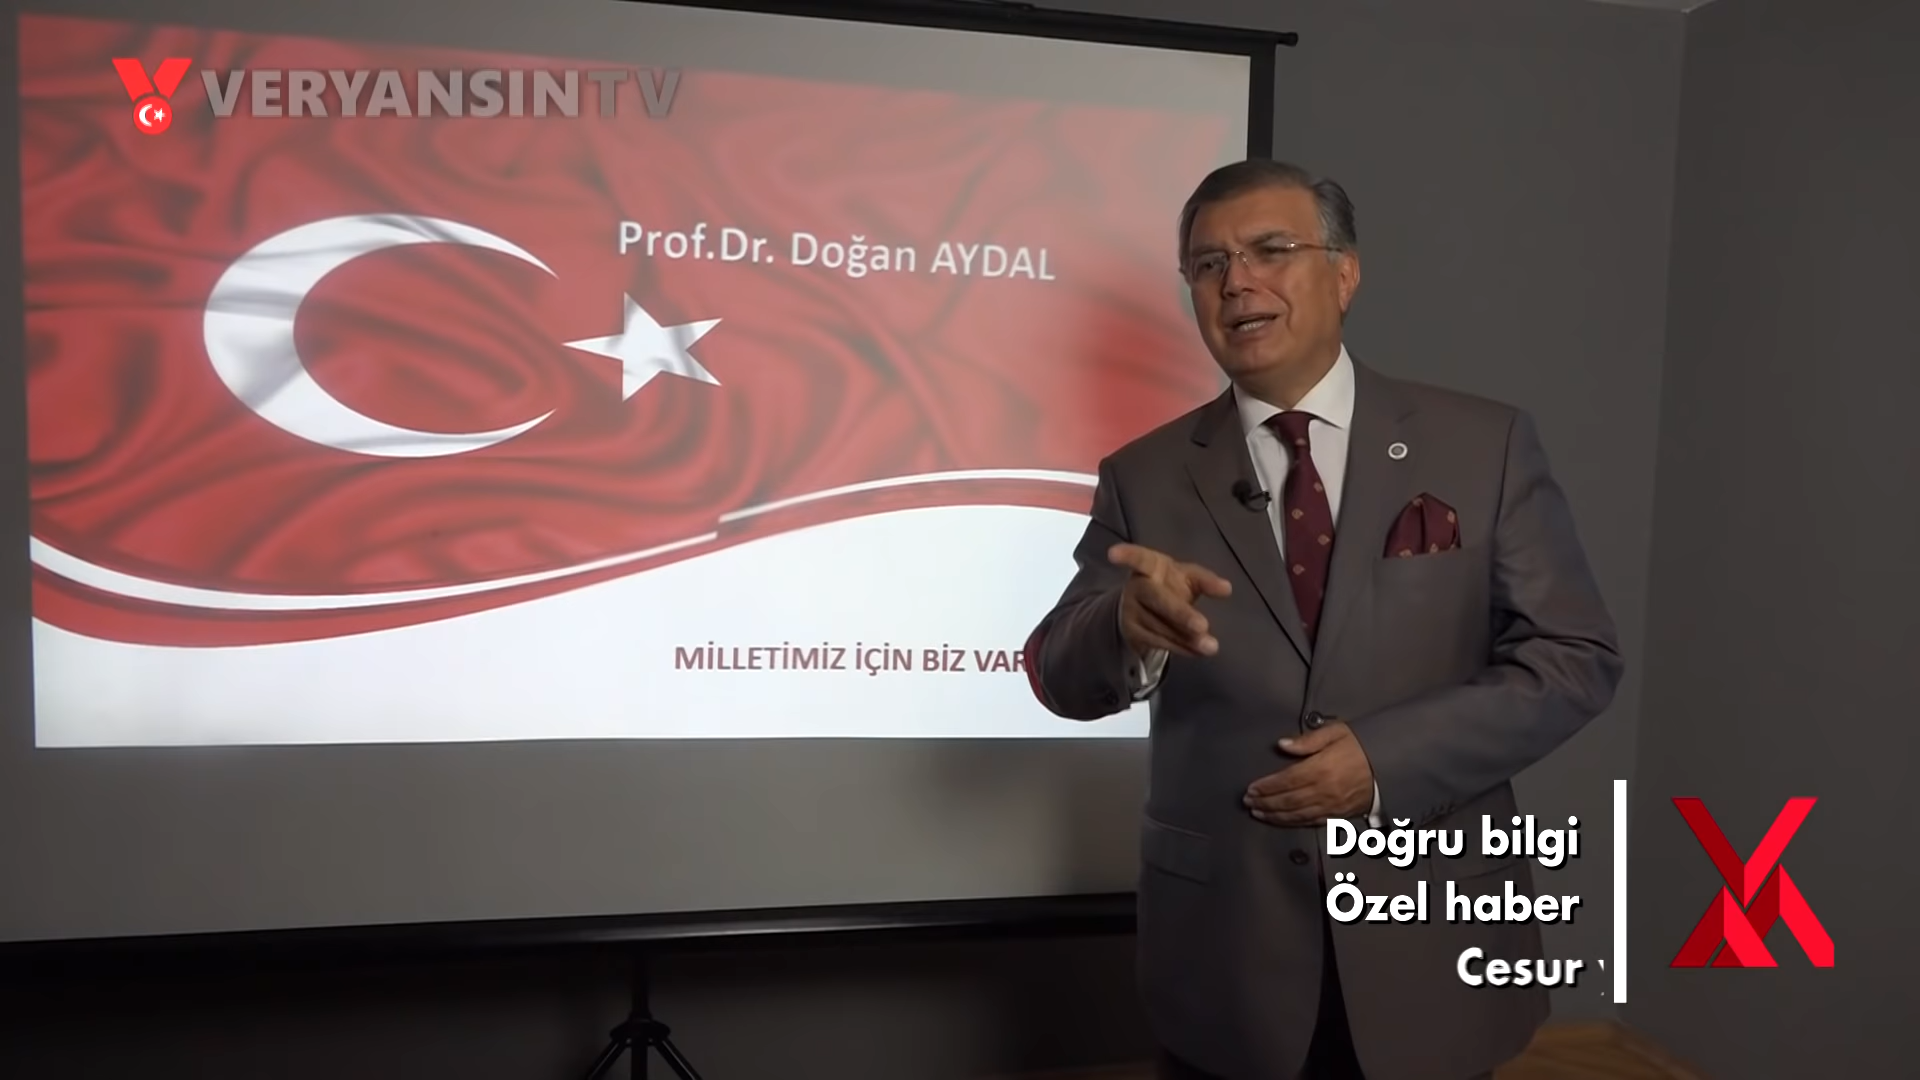 VERYANSINTV
Prof.Dr. Doğan AYDAL
MİLLETİMİZ İÇİN BİZ VAR
Doğru bilgi
Özel haber
Cesur